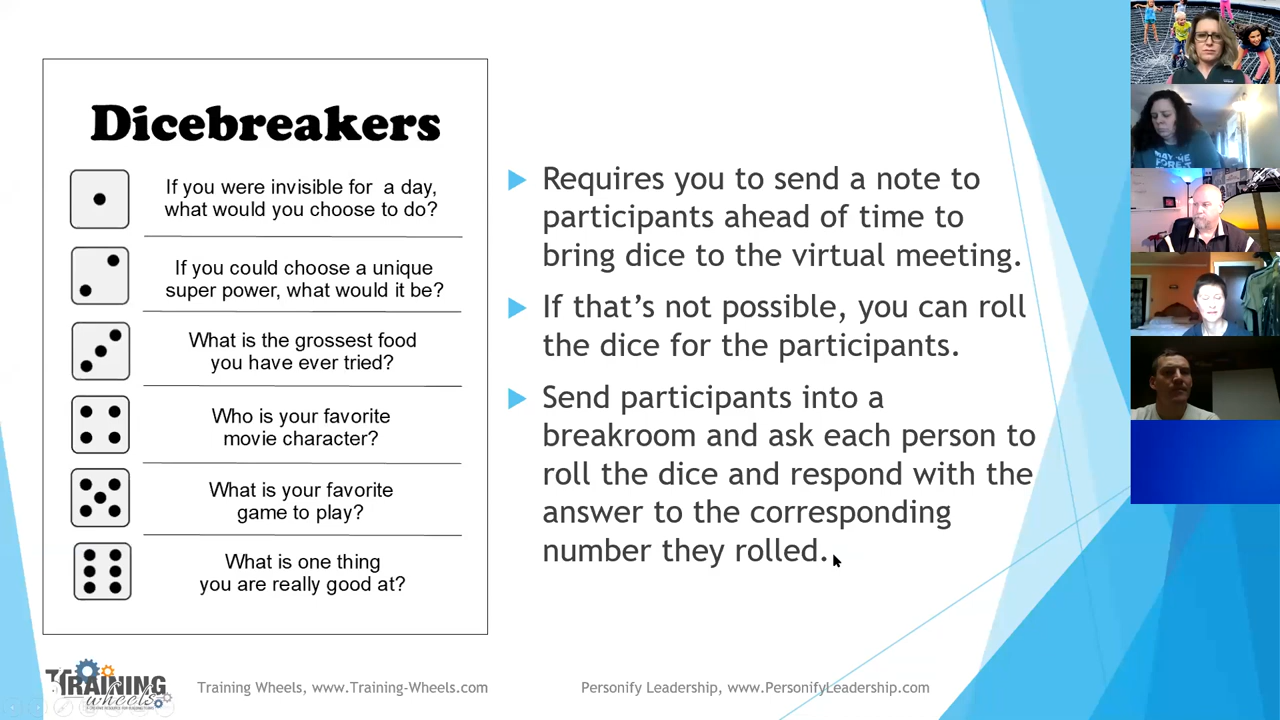 Dicebreakers
If you were invisible for a day,
what would you choose to do?
If you could choose a unique
super power, what would it be?
What is the grossest food
you have ever tried?
Who is your favorite
movie character?
What is your favorite
game to play?
What is one thing
you are really good at?
Requires you to send a note to
participants ahead of time to
bring dice to the virtual meeting.
If that’s not possible, you can roll
the dice for the participants.
Send participants into a
breakroom and ask each person to
roll the dice and respond with the
answer to the corresponding
number they rolled.
TRAINING
wheels
Training Wheels, www.Training-Wheels.com
Personify Leadership, www.PersonifyLeadership.com